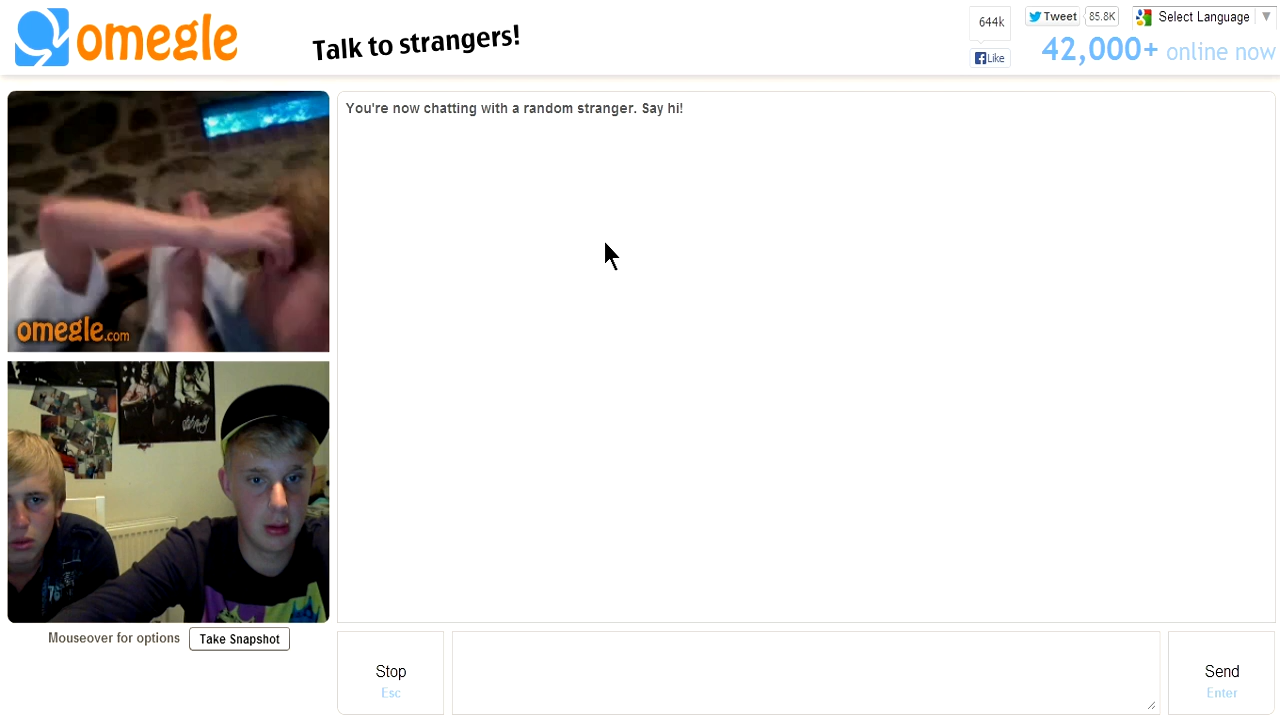 omegle
Talk to strangers!
644k
Like
Tweet
85.8K
Select Language
42,000+ online now
You're now chatting with a random stranger. Say hi!
omegle.com
Mouseover for options
Take Snapshot
Stop
Esc
Send
Enter